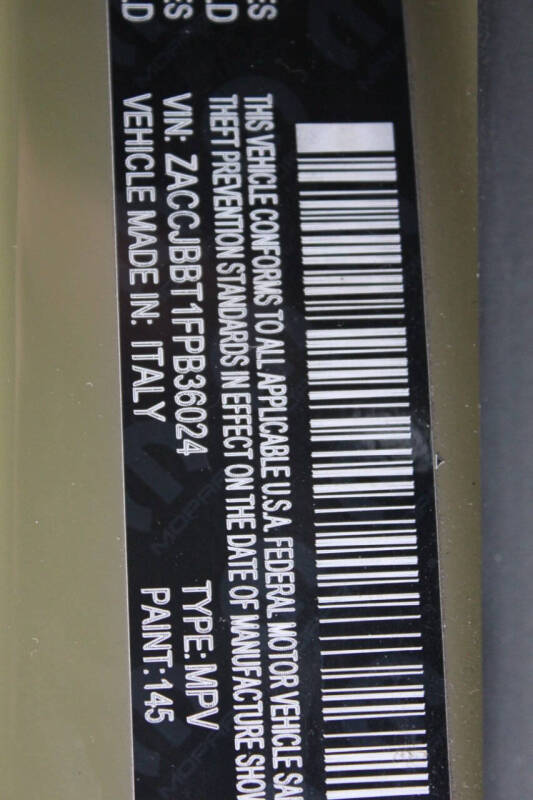 THIS VEHICLE CONFORMS TO ALL APPLICABLE U.S.A. FEDERAL MOTOR VEHICLE
THEFT PREVENTION STANDARDS IN EFFECT ON THE DATE OF MANUFACTURE
VIN: ZACCJBBT1FPB36024 TYPE: MPV
VEHICLE MADE IN: ITALY PAINT: 145
MOPAR